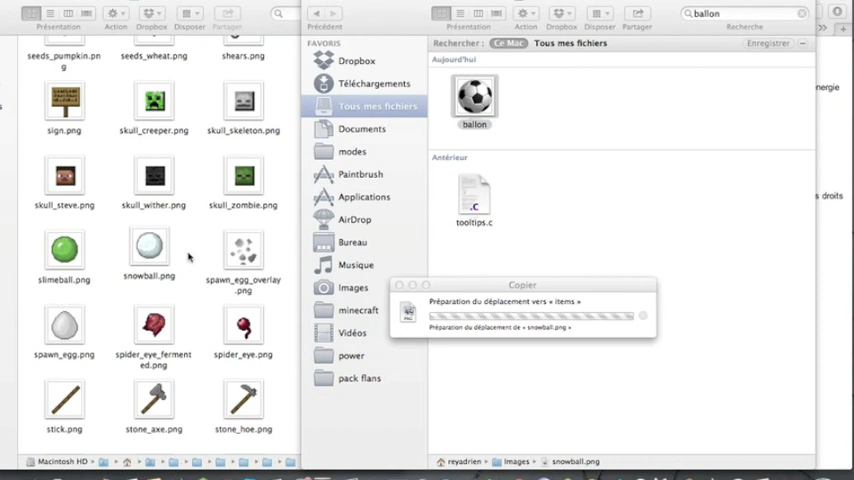 Présentation
Action
Dropbox
Disposer
Partager
seeds_pumpkin.pn
g
seeds_wheat.png
shears.png
SIGN
sign.png
skull_creeper.png
skull_skeleton.png
skull_steve.png
skull_wither.png
skull_zombie.png
slimeball.png
snowball.png
spawn_egg_overlay
.png
spawn_egg.png
spider_eye_ferment
ed.png
spider_eye.png
stick.png
stone_axe.png
stone_hoe.png
Macintosh HD
Précédent
Présentation
Action
Dropbox
Disposer
Partager
ballon
Recherche
FAVORIS
Dropbox
Téléchargements
Tous mes fichiers
Documents
modes
Paintbrush
Applications
AirDrop
Bureau
Musique
Images
minecraft
Vidéos
power
pack flans
Rechercher :
Ce Mac
Tous mes fichiers
Enregistrer
Aujourd'hui
ballon
Antérieur
.C
tooltips.c
Copier
Préparation du déplacement vers « items »
PNG
Préparation du déplacement de « snowball.png »
reyadrien
Images
snowball.png
energie
s droits